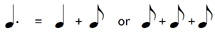 ♩. = ♩ + ♪ or ♪ + ♪ + ♪